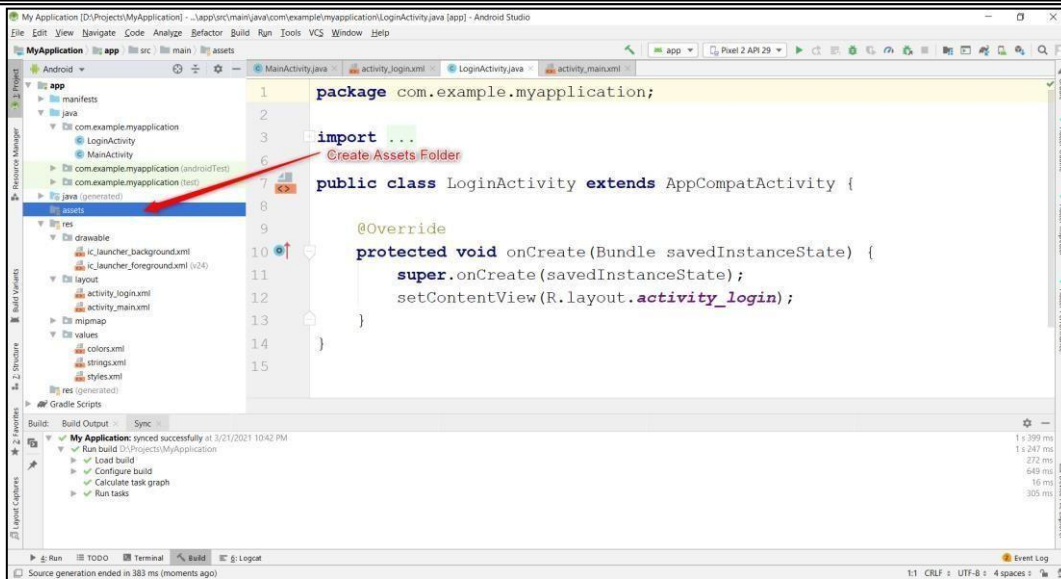 My Application [D:\Projects\MyApplication] - ...\app\src\main\java\com\example\myapplication\LoginActivity.java [app] - Android Studio
File Edit View Navigate Code Analyze Refactor Build Run Tools VCS Window Help
MyApplication app src main assets
app Pixel 2 API 29
Android
MainActivity.java activity_login.xml LoginActivity.java activity_main.xml
1: Project
Resource Manager
Build Variants
Z: Structure
2: Favorites
Layout Captures
app
manifests
java
com.example.myapplication
LoginActivity
MainActivity
com.example.myapplication (androidTest)
com.example.myapplication (test)
java (generated)
assets
res
drawable
ic_launcher_background.xml
ic_launcher_foreground.xml (v24)
layout
activity_login.xml
activity_main.xml
mipmap
values
colors.xml
strings.xml
styles.xml
res (generated)
Gradle Scripts
1 package com.example.myapplication;
2
3 import ...
6
Create Assets Folder
7 public class LoginActivity extends AppCompatActivity {
8
9 @Override
10 protected void onCreate(Bundle savedInstanceState) {
11 super.onCreate(savedInstanceState);
12 setContentView(R.layout.activity_login);
13 }
14 }
15
Build: Build Output Sync
My Application: synced successfully at 3/21/2021 10:42 PM 1 s 399 ms
Run build D:\Projects\MyApplication 1 s 247 ms
Load build 272 ms
Configure build 649 ms
Calculate task graph 16 ms
Run tasks 305 ms
4: Run TODO Terminal Build 6: Logcat 2 Event Log
Source generation ended in 383 ms (moments ago) 1:1 CRLF UTF-8 4 spaces